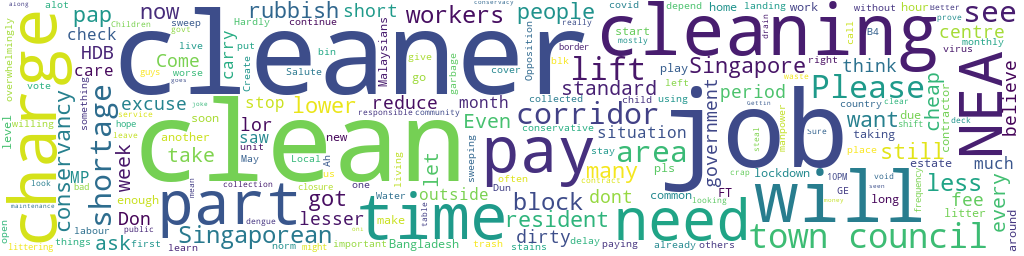 cleaner
cleaning
clean
job
charge
part
time
pay
need
will
NEA
town council
corridor
lift
Please
area
block
Singaporean
Singapore
shortage
workers
people
rubbish
conservancy
standard
resident
many
want
still
less
see
pap
now
short
centre
HDB
check
care
Come
carry
excuse
stop
lower
reduce
month
Even
situation
period
think
cheap
fee
every
much
believe
contractor
government
estate
litter
take
lor
saw
let
outside
dont
dirty
got
lesser
Don
ask
week
MP
enough
another
soon
Malaysians
Bangladesh
conservative
lockdown
common
FT
GE
B4
10PM
Opposition
Hardly
Children
overwhelmingly
along
alot
sweep
continue
covid
depend
home
landing
work
without
hour
Better
prove
mostly
really
border
start
virus
monthly
vote
worse
live
bin
put
Create
Salute
cover
garbage
give
go
blk
play
right
call
drain
guys
something
level
willing
hope
joke
responsible
community
collected
child
using
left
country
clear
due
shift
deck
taking
place
manpower
steal
Gettin
Sure
waste
service
leave
unit
new
May
Local
Ah
us
sweeping
stay
pls
living
often
Dun
crap
looking
contract
collection
closure
one
Water
dengue
mean
table
make
look
bad
public
labour
things
first
learn
norm
might
important
trash
stains
delay
paying
already
others
long
void
seen
money
frequency
around
open
littering
maintenance